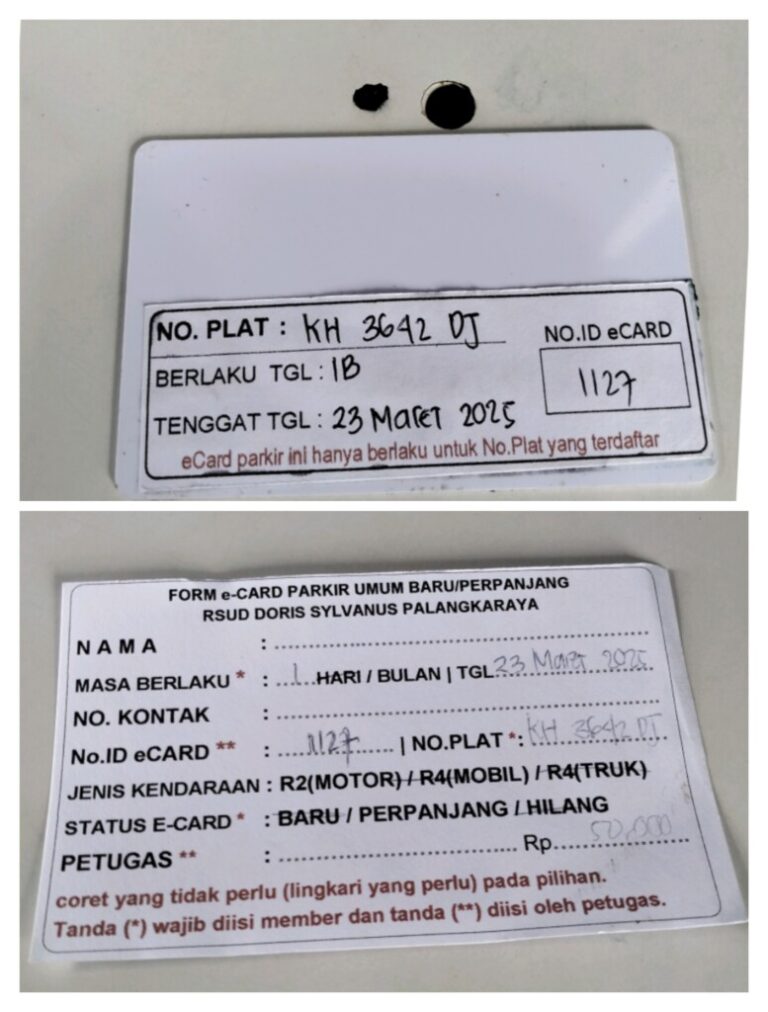 NO. PLAT : KH 3642 DJ
BERLAKU TGL : 1B
TENGGAT TGL : 23 Maret 2025
NO.ID eCARD
1127
eCard parkir ini hanya berlaku untuk No.Plat yang terdaftar
FORM e-CARD PARKIR UMUM BARU/PERPANJANG
RSUD DORIS SYLVANUS PALANGKARAYA
NAMA : ..........
MASA BERLAKU * : ....1..HARI / BULAN | TGL 23 Maret 2025
NO. KONTAK : ..........
No.ID eCARD ** : ....1127...... | NO.PLAT *: KH 3642 DJ
JENIS KENDARAAN : R2(MOTOR) / R4(MOBIL) / R4(TRUK)
STATUS E-CARD * : BARU / PERPANJANG / HILANG
PETUGAS ** : .......... Rp. 50.000
coret yang tidak perlu (lingkari yang perlu) pada pilihan.
Tanda (*) wajib diisi member dan tanda (**) diisi oleh petugas.